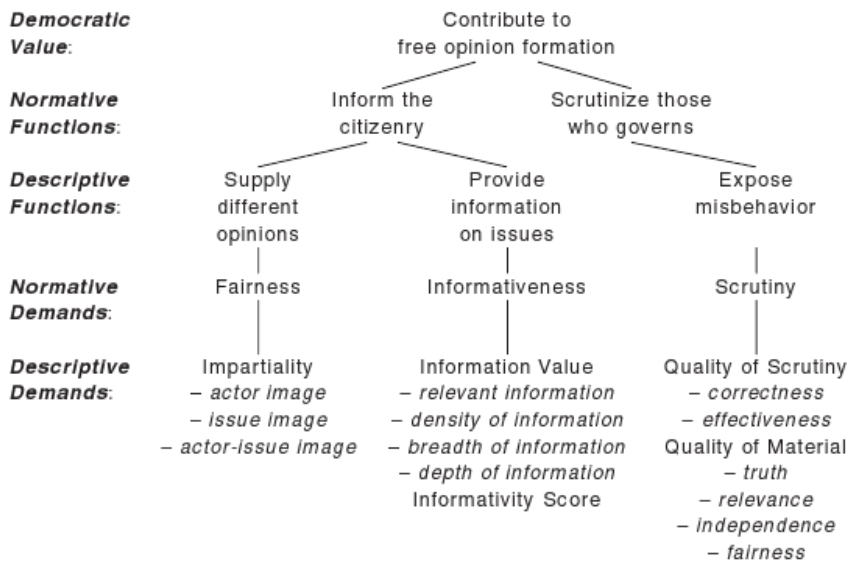 Democratic Value:
Contribute to
free opinion formation
Normative Functions:
Inform the
citizenry
Scrutinize those
who governs
Descriptive Functions:
Supply
different
opinions
Provide
information
on issues
Expose
misbehavior
Normative Demands:
Fairness
Informativeness
Scrutiny
Descriptive Demands:
Impartiality
– actor image
– issue image
– actor-issue image
Information Value
– relevant information
– density of information
– breadth of information
– depth of information
Informativity Score
Quality of Scrutiny
– correctness
– effectiveness
Quality of Material
– truth
– relevance
– independence
– fairness